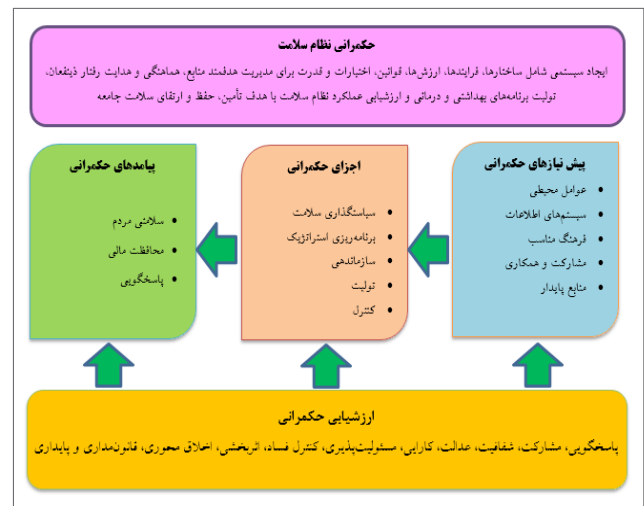 حکمرانی نظام سلامت
ایجاد سیستمی شامل ساختارها، فرایندها، ارزش‌ها، قوانین، اختیارات و قدرت برای مدیریت هدفمند منابع، هماهنگی و هدایت رفتار ذینفعان،
تولیت برنامه‌های بهداشتی و درمانی و ارزشیابی عملکرد نظام سلامت با هدف تأمین، حفظ و ارتقای سلامت جامعه
پیش نیازهای حکمرانی
عوامل محیطی
سیستم‌های اطلاعات
فرهنگ مناسب
مشارکت و همکاری
منابع پایدار
اجزای حکمرانی
سیاستگذاری سلامت
برنامه‌ریزی استراتژیک
سازماندهی
تولیت
کنترل
پیامدهای حکمرانی
سلامتی مردم
محافظت مالی
پاسخگویی
ارزشیابی حکمرانی
پاسخگویی، مشارکت، شفافیت، عدالت، کارایی، مسئولیت‌پذیری، کنترل فساد، اثربخشی، اخلاق محوری، قانون‌مداری و پایداری